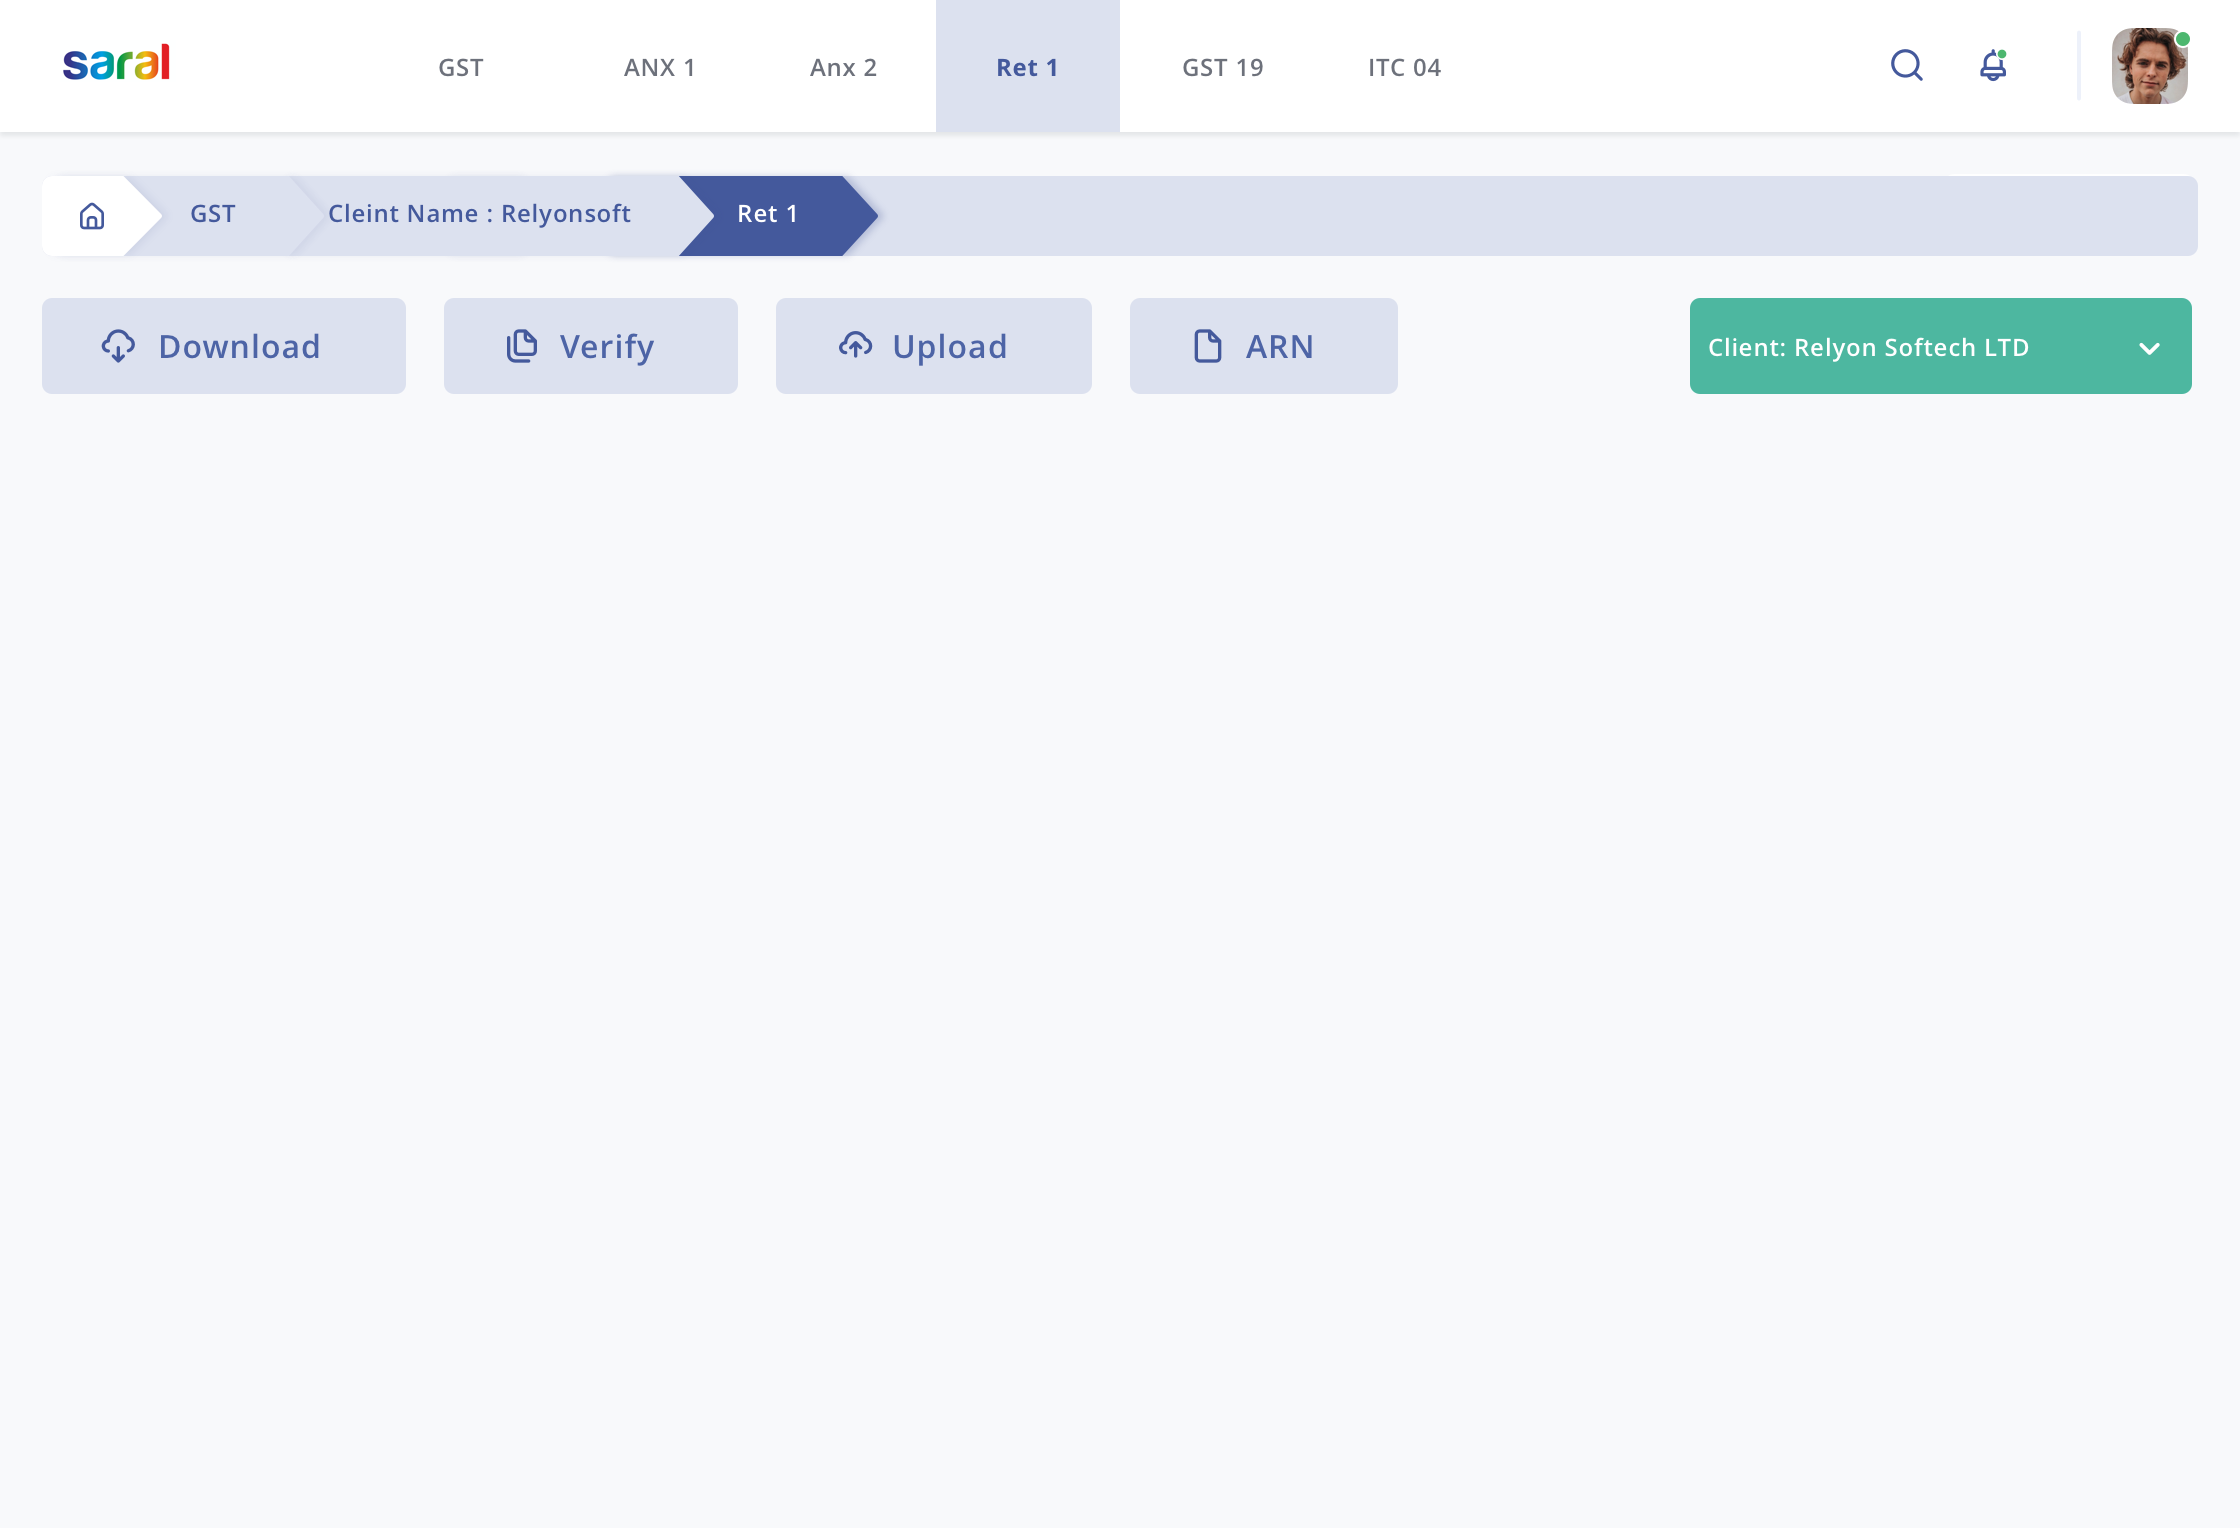 saral
GST
ANX 1
Anx 2
Ret 1
GST 19
ITC 04
GST
Cleint Name : Relyonsoft
Ret 1
Download
Verify
Upload
ARN
Client: Relyon Softech LTD